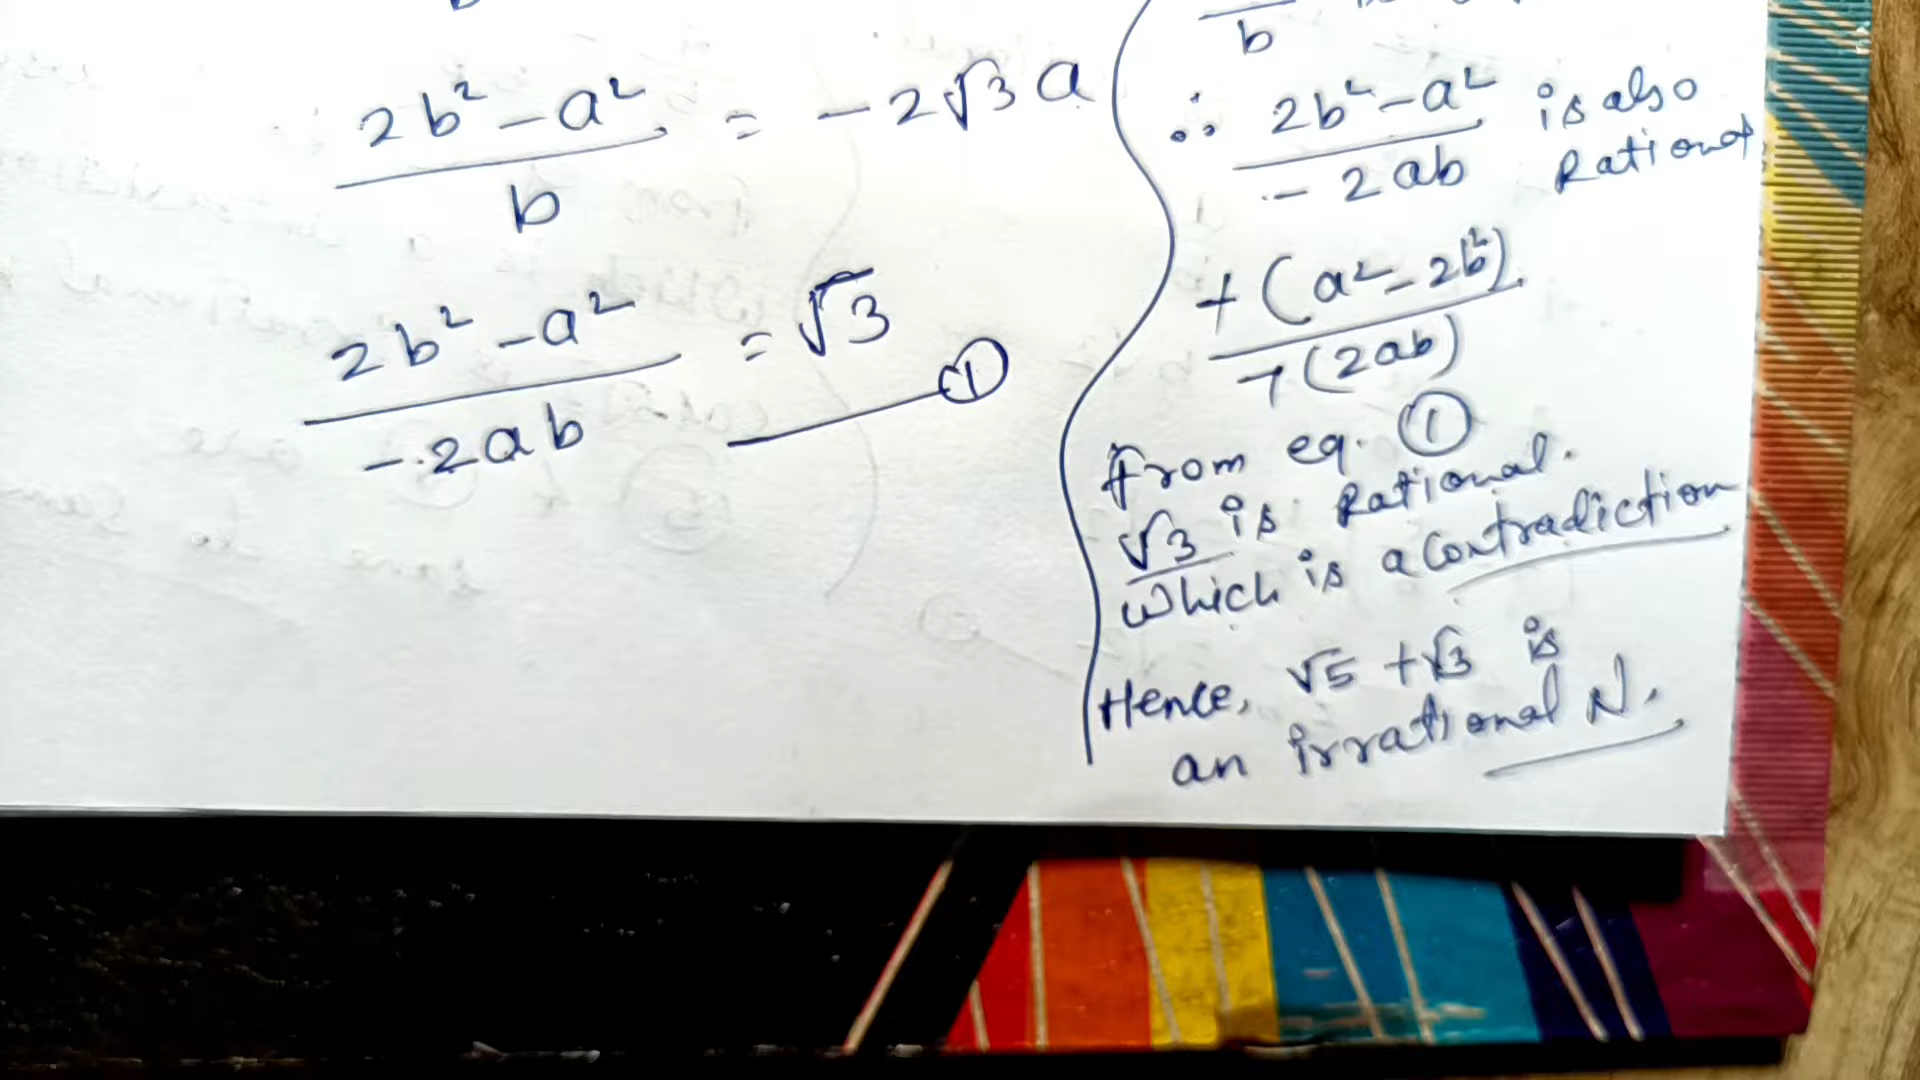 2b² - a² / b = - 2√3 a
2b² - a² / - 2ab = √3 ——— ①
b
∴ 2b² - a² / - 2ab is also
Rational
+ (a² - 2b²) / + (2ab)
from eq. ①
√3 is Rational.
which is a Contradiction
Hence, √5 + √3 is
an irrational N.